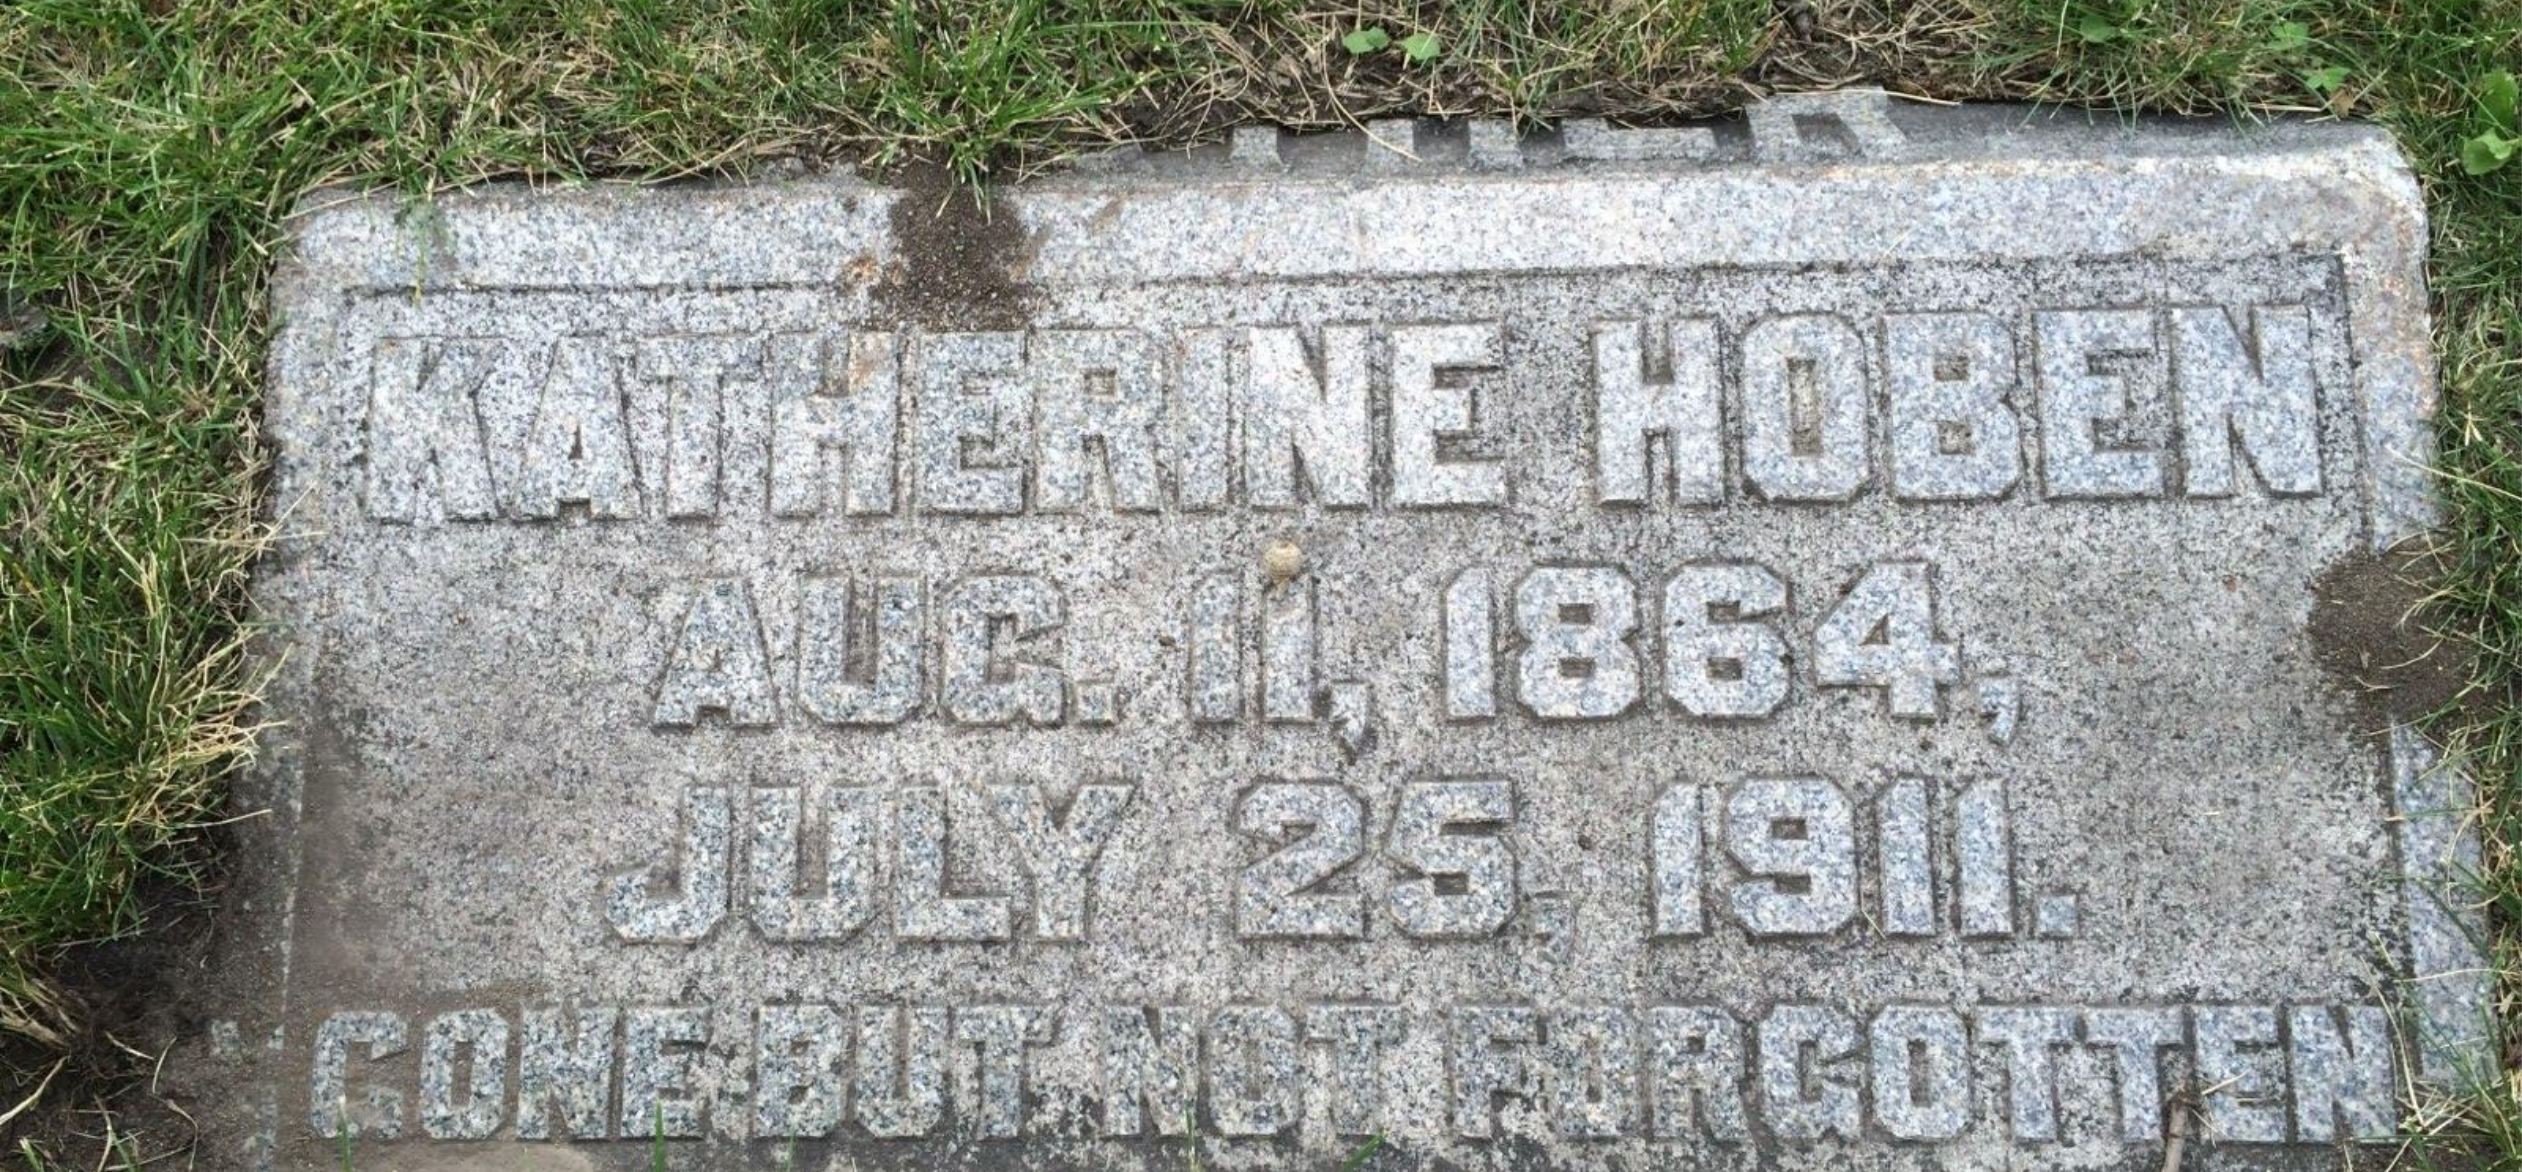 KATHERINE HOBEN
AUG. 11, 1864,
JULY 25, 1911.
GONE BUT NOT FORGOTTEN